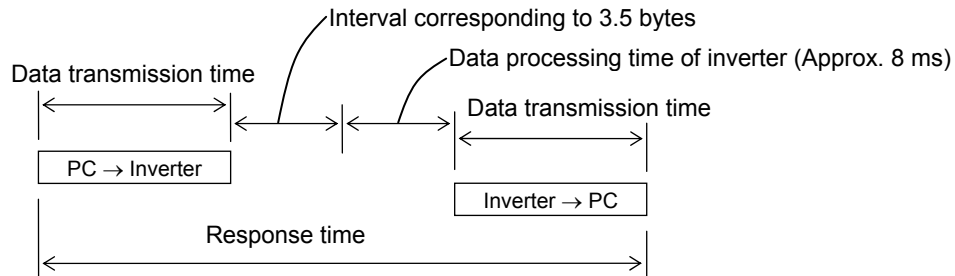 Interval corresponding to 3.5 bytes
Data transmission time
Data processing time of inverter (Approx. 8 ms)
Data transmission time
PC → Inverter
Inverter → PC
Response time